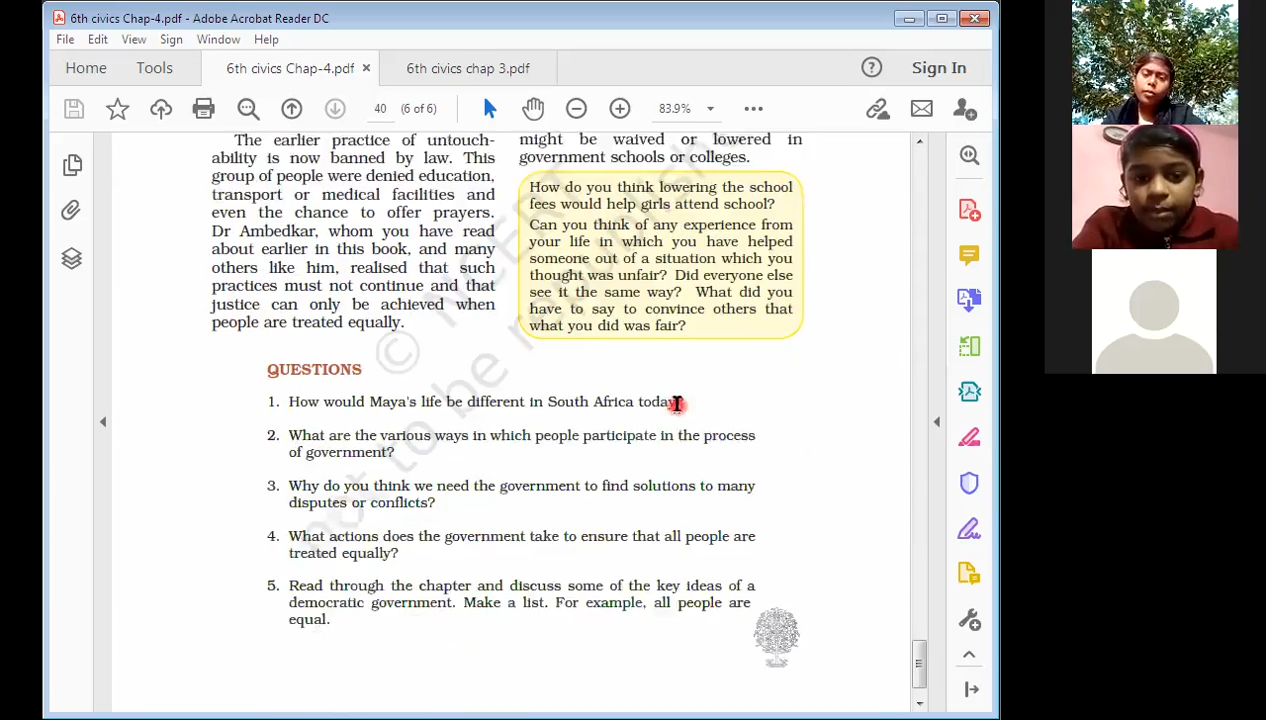 6th civics Chap-4.pdf - Adobe Acrobat Reader DC
File Edit View Sign Window Help
Home Tools 6th civics Chap-4.pdf × 6th civics chap 3.pdf Sign In
40 (6 of 6) 83.9%
The earlier practice of untouch-
ability is now banned by law. This
group of people were denied education,
transport or medical facilities and
even the chance to offer prayers.
Dr Ambedkar, whom you have read
about earlier in this book, and many
others like him, realised that such
practices must not continue and that
justice can only be achieved when
people are treated equally.
might be waived or lowered in
government schools or colleges.
How do you think lowering the school
fees would help girls attend school?
Can you think of any experience from
your life in which you have helped
someone out of a situation which you
thought was unfair? Did everyone else
see it the same way? What did you
have to say to convince others that
what you did was fair?
QUESTIONS
1. How would Maya's life be different in South Africa today
2. What are the various ways in which people participate in the process
of government?
3. Why do you think we need the government to find solutions to many
disputes or conflicts?
4. What actions does the government take to ensure that all people are
treated equally?
5. Read through the chapter and discuss some of the key ideas of a
democratic government. Make a list. For example, all people are
equal.
© NCERT
not to be republished